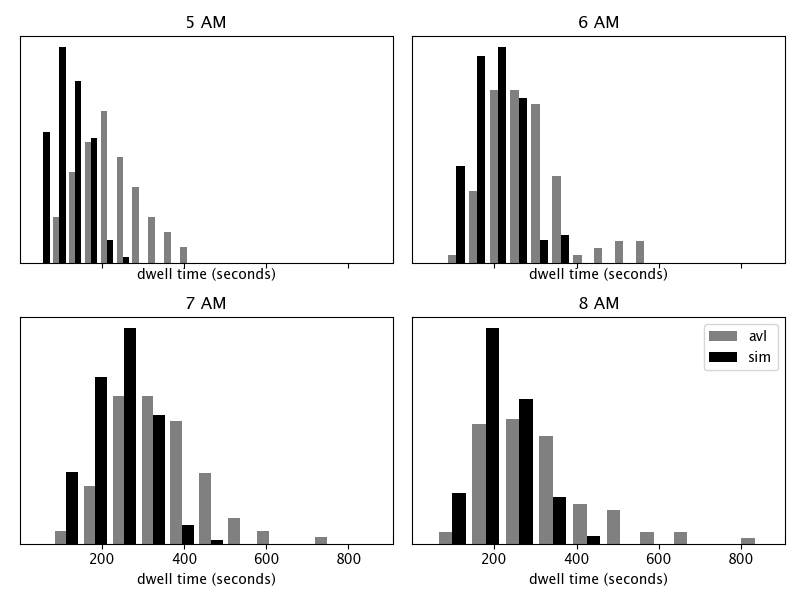 5 AM
6 AM
dwell time (seconds)
dwell time (seconds)
7 AM
8 AM
avl
sim
200
400
600
800
200
400
600
800
dwell time (seconds)
dwell time (seconds)